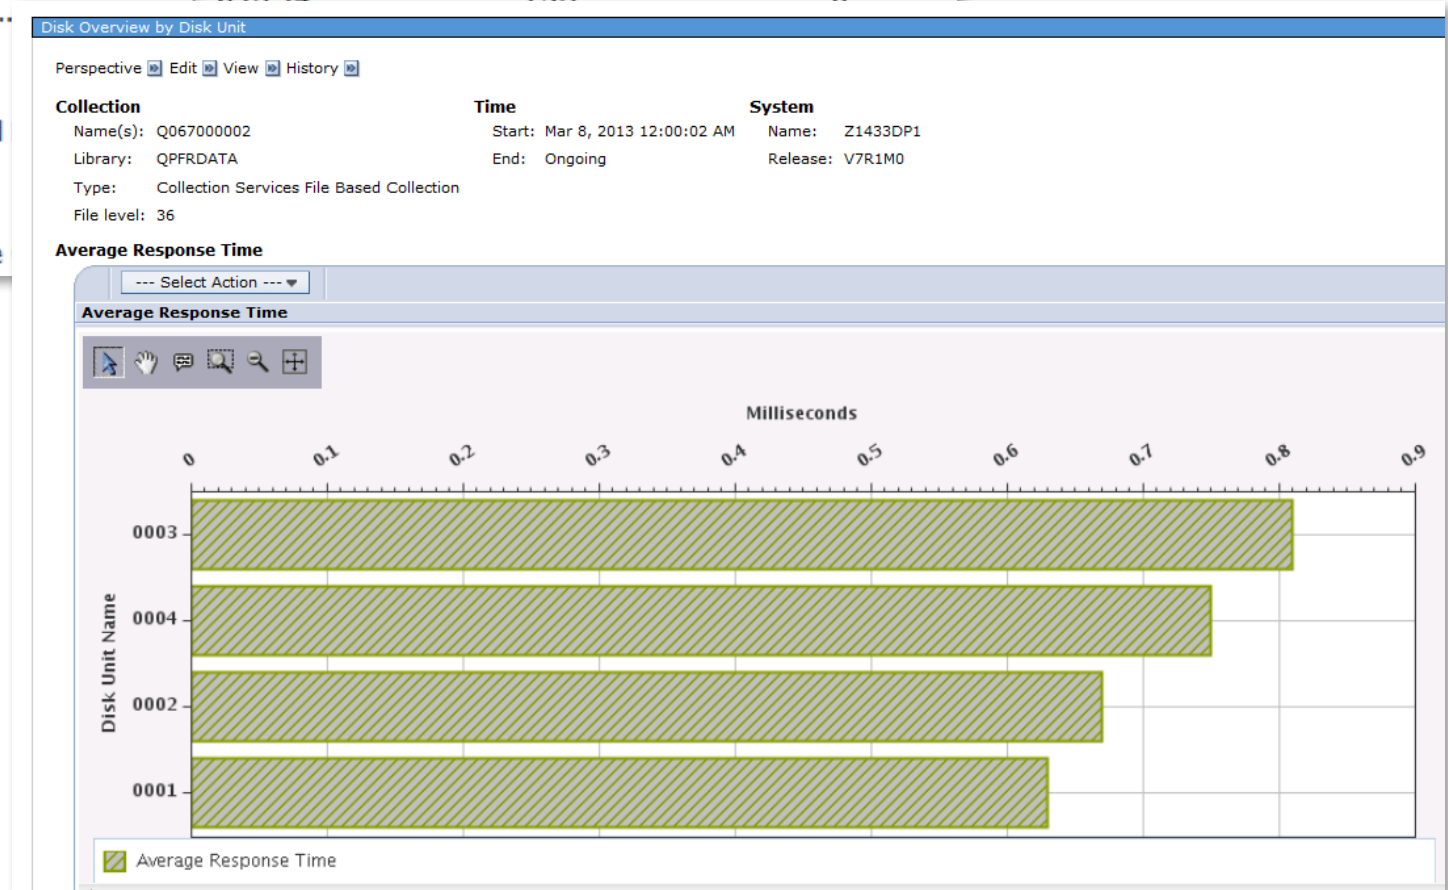 Disk Overview by Disk Unit
Perspective Edit View History
Collection Time System
Name(s): Q067000002 Start: Mar 8, 2013 12:00:02 AM Name: Z1433DP1
Library: QPFRDATA End: Ongoing Release: V7R1M0
Type: Collection Services File Based Collection
File level: 36
Average Response Time
--- Select Action ---
Average Response Time
Milliseconds
0 0.1 0.2 0.3 0.4 0.5 0.6 0.7 0.8 0.9
Disk Unit Name
0003
0004
0002
0001
Average Response Time